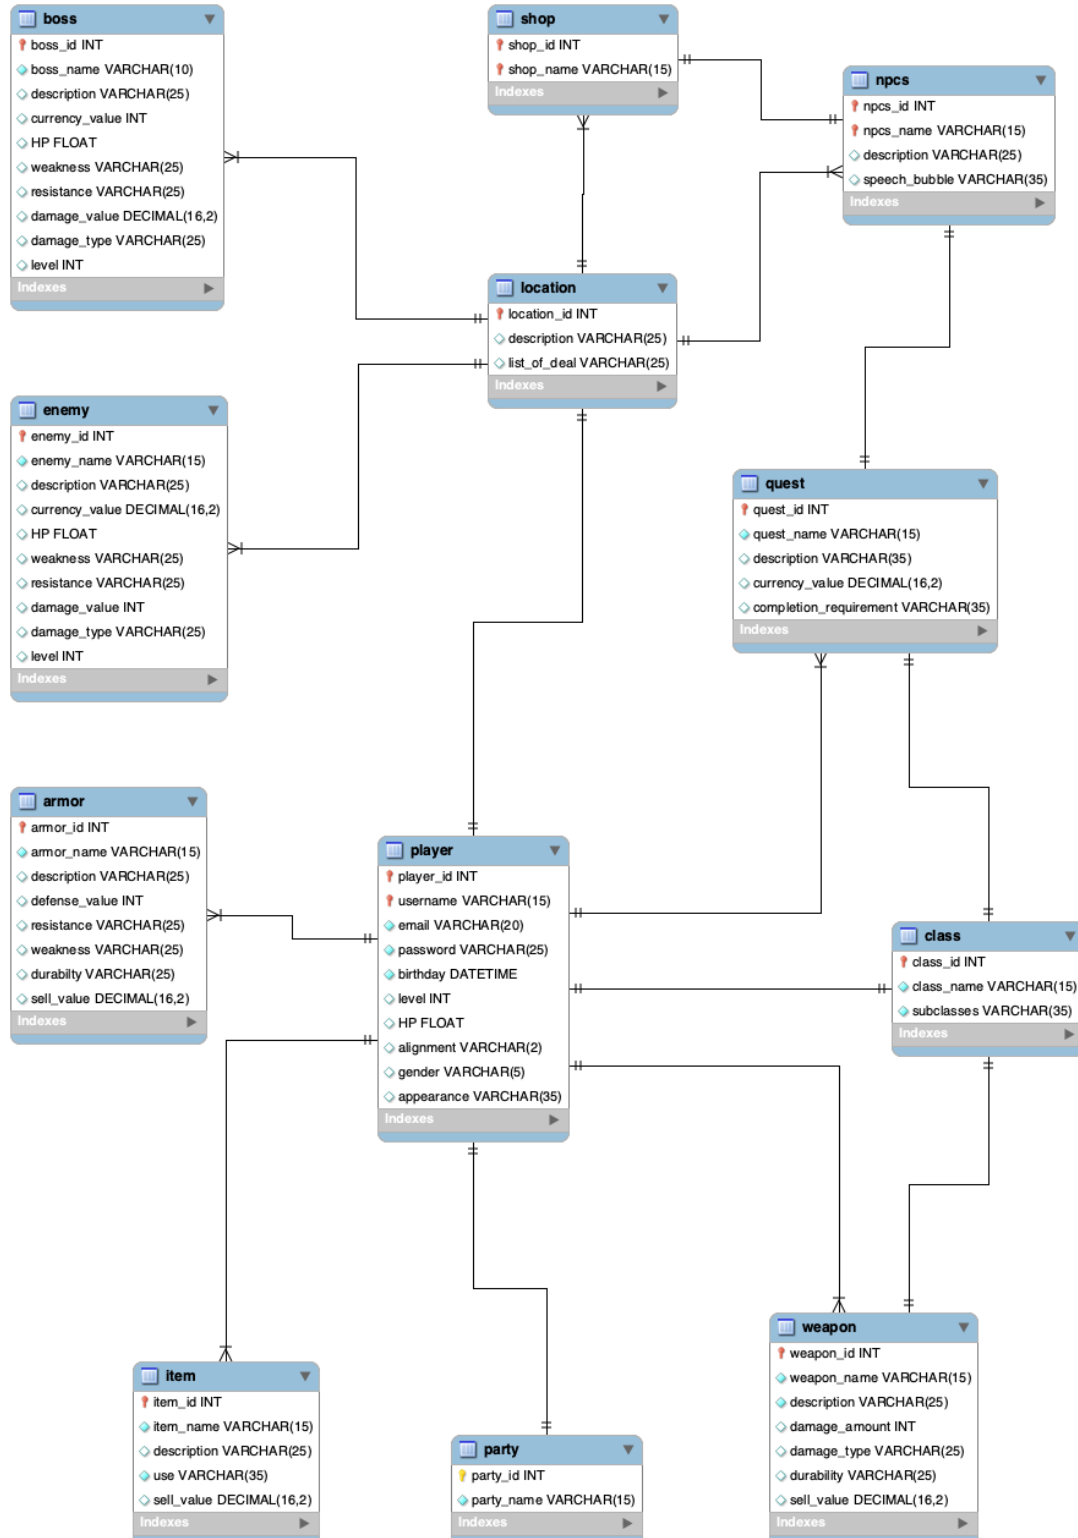 boss
boss_id INT
boss_name VARCHAR(10)
description VARCHAR(25)
currency_value INT
HP FLOAT
weakness VARCHAR(25)
resistance VARCHAR(25)
damage_value DECIMAL(16,2)
damage_type VARCHAR(25)
level INT
Indexes
shop
shop_id INT
shop_name VARCHAR(15)
Indexes
npcs
npcs_id INT
npcs_name VARCHAR(15)
description VARCHAR(25)
speech_bubble VARCHAR(35)
Indexes
location
location_id INT
description VARCHAR(25)
list_of_deal VARCHAR(25)
Indexes
enemy
enemy_id INT
enemy_name VARCHAR(15)
description VARCHAR(25)
currency_value DECIMAL(16,2)
HP FLOAT
weakness VARCHAR(25)
resistance VARCHAR(25)
damage_value INT
damage_type VARCHAR(25)
level INT
Indexes
quest
quest_id INT
quest_name VARCHAR(15)
description VARCHAR(35)
currency_value DECIMAL(16,2)
completion_requirement VARCHAR(35)
Indexes
armor
armor_id INT
armor_name VARCHAR(15)
description VARCHAR(25)
defense_value INT
resistance VARCHAR(25)
weakness VARCHAR(25)
durabilty VARCHAR(25)
sell_value DECIMAL(16,2)
Indexes
player
player_id INT
username VARCHAR(15)
email VARCHAR(20)
password VARCHAR(25)
birthday DATETIME
level INT
HP FLOAT
alignment VARCHAR(2)
gender VARCHAR(5)
appearance VARCHAR(35)
Indexes
class
class_id INT
class_name VARCHAR(15)
subclasses VARCHAR(35)
Indexes
item
item_id INT
item_name VARCHAR(15)
description VARCHAR(25)
use VARCHAR(35)
sell_value DECIMAL(16,2)
Indexes
party
party_id INT
party_name VARCHAR(15)
Indexes
weapon
weapon_id INT
weapon_name VARCHAR(15)
description VARCHAR(25)
damage_amount INT
damage_type VARCHAR(25)
durability VARCHAR(25)
sell_value DECIMAL(16,2)
Indexes